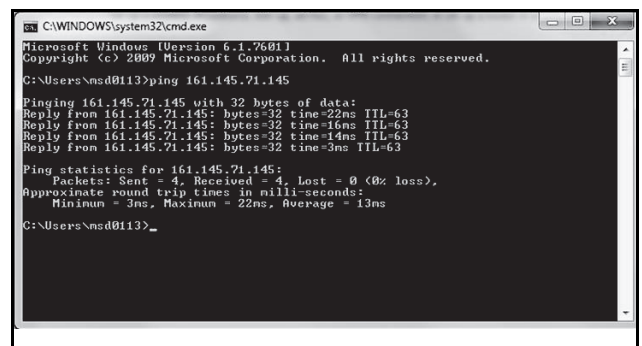 C:\WINDOWS\system32\cmd.exe
Microsoft Windows [Version 6.1.7601]
Copyright (c) 2009 Microsoft Corporation.  All rights reserved.
C:\Users\msd0113>ping 161.145.71.145
Pinging 161.145.71.145 with 32 bytes of data:
Reply from 161.145.71.145: bytes=32 time=22ms TTL=63
Reply from 161.145.71.145: bytes=32 time=16ms TTL=63
Reply from 161.145.71.145: bytes=32 time=14ms TTL=63
Reply from 161.145.71.145: bytes=32 time=3ms TTL=63
Ping statistics for 161.145.71.145:
    Packets: Sent = 4, Received = 4, Lost = 0 (0% loss),
Approximate round trip times in milli-seconds:
    Minimum = 3ms, Maximum = 22ms, Average = 13ms
C:\Users\msd0113>_